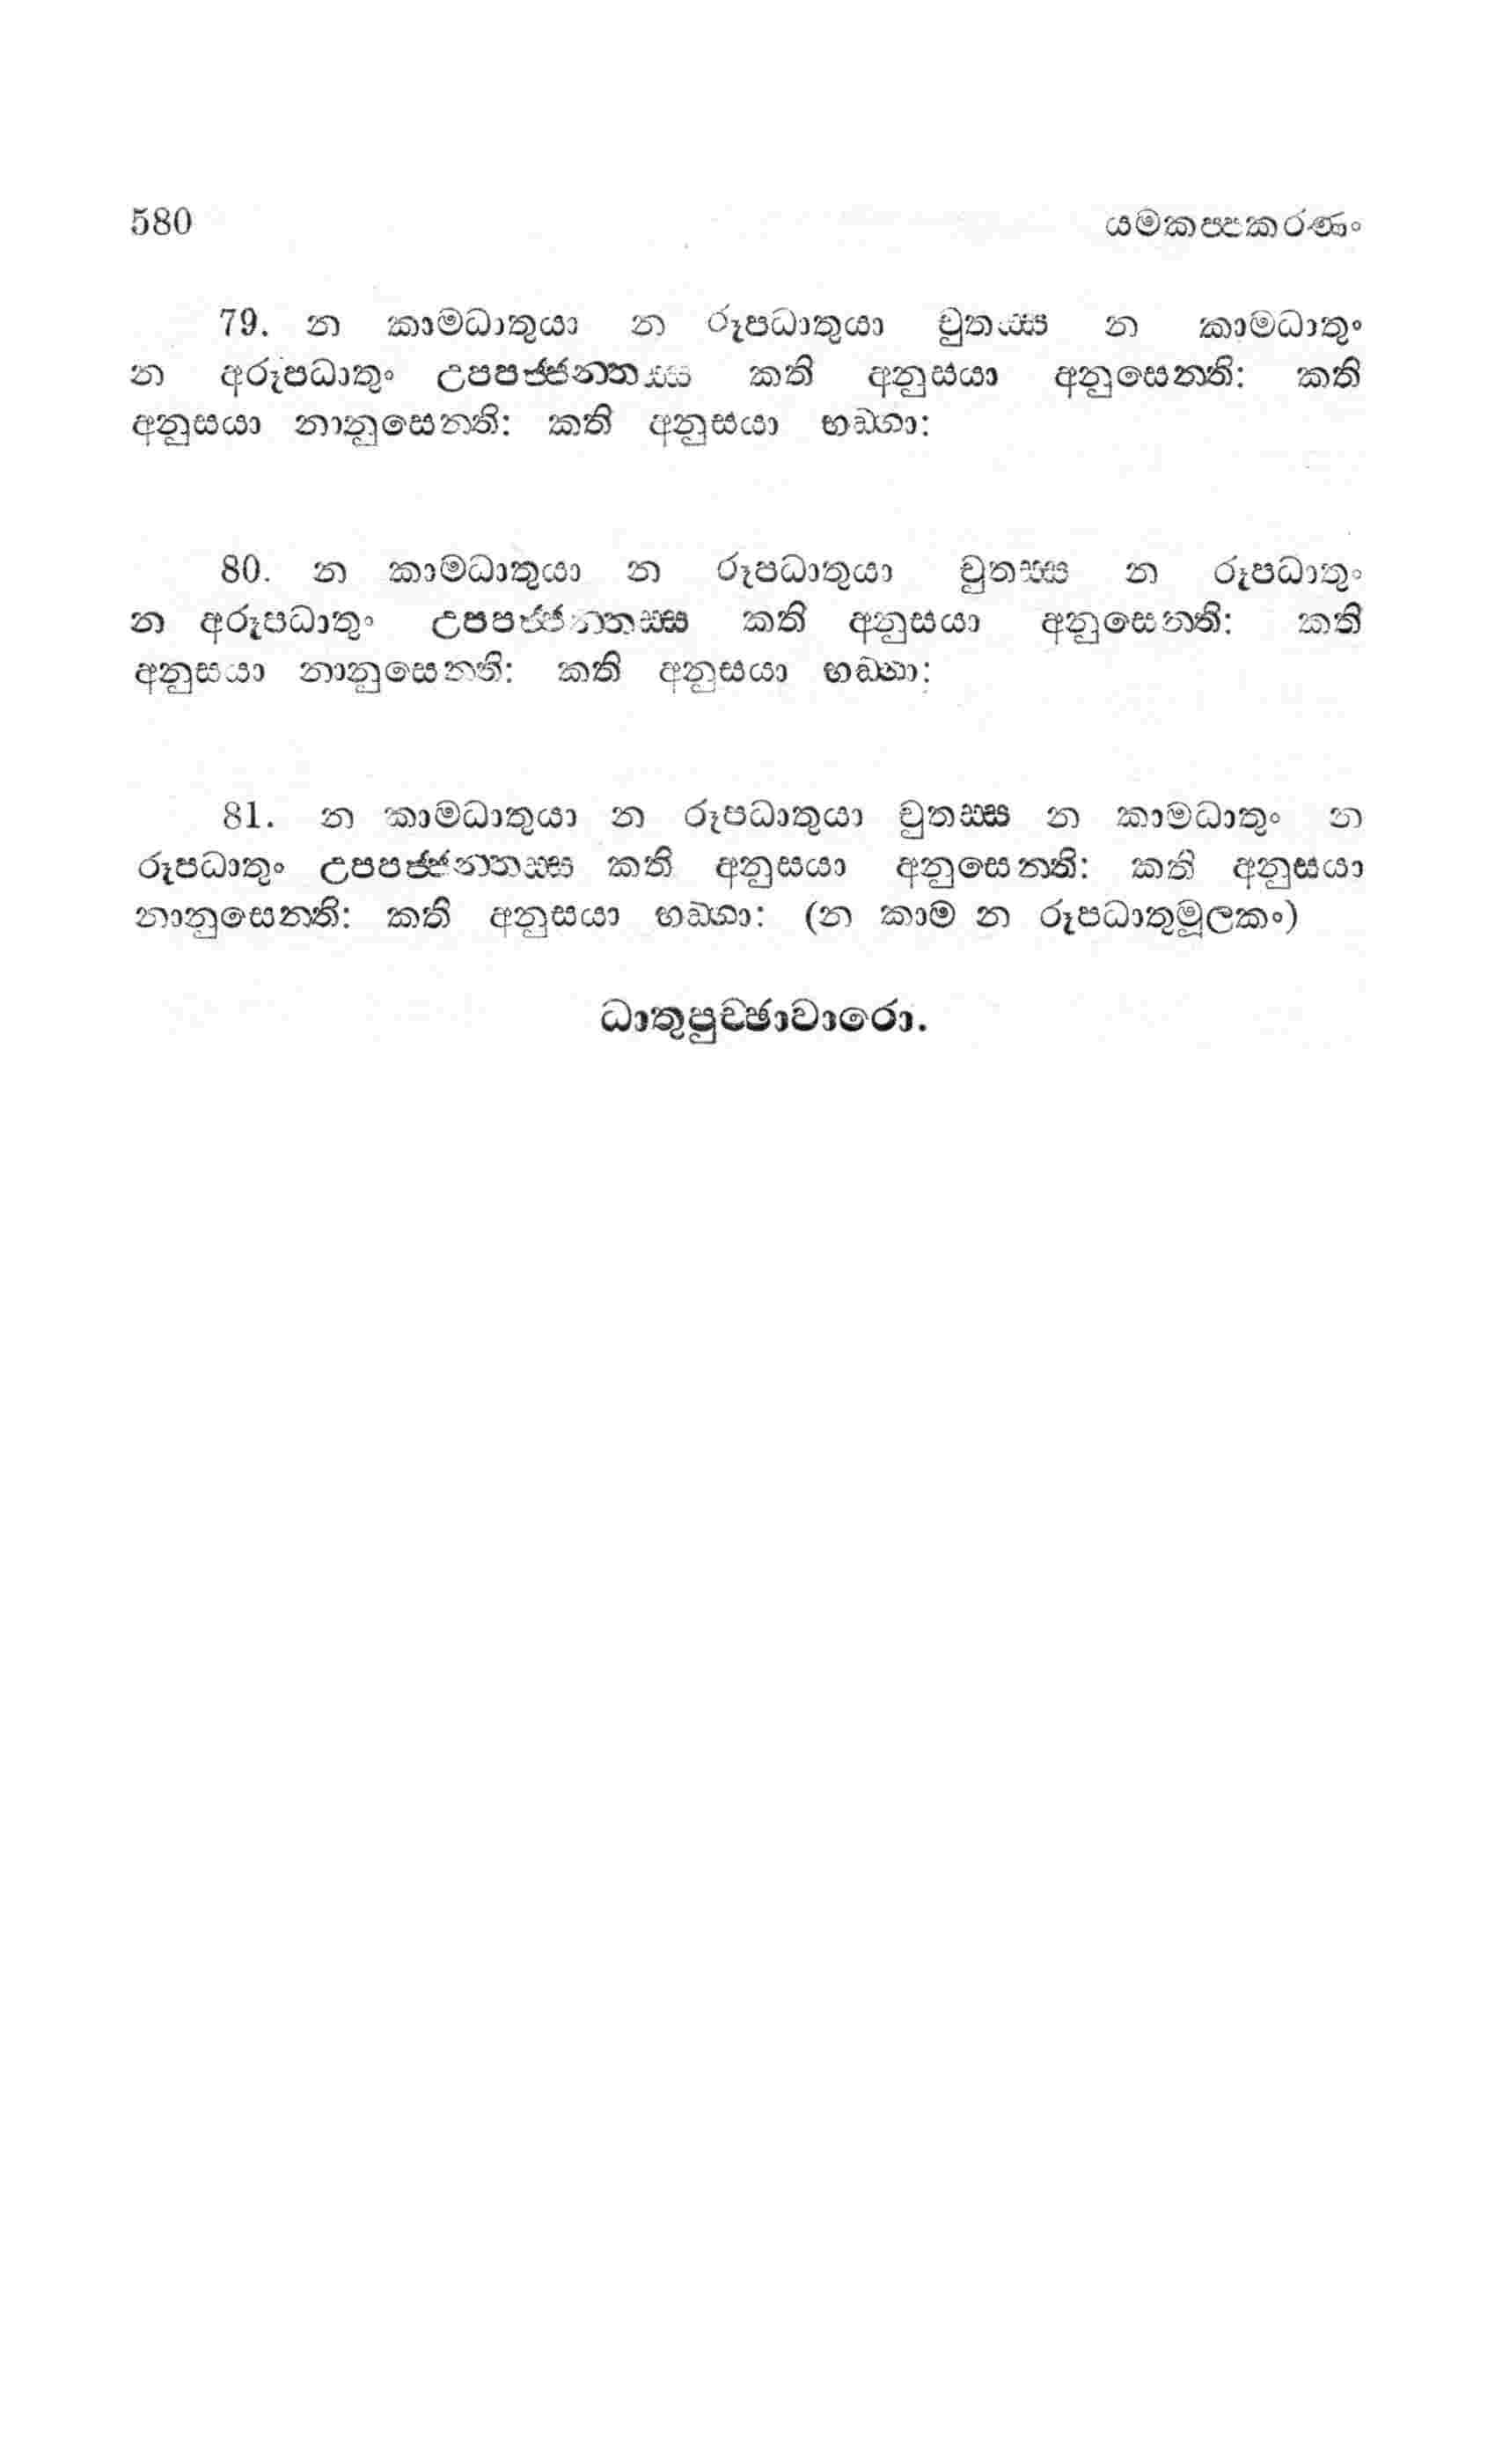 580 යමකප්පකරණං
79. න කාමධාතුයා න රූපධාතුයා චුතස්ස න කාමධාතුං
න අරූපධාතුං උපපජ්ජන්තස්ස කති අනුසයා අනුසෙන්ති: කති
අනුසයා නානුසෙන්ති: කති අනුසයා භඞ්ගා:
80. න කාමධාතුයා න රූපධාතුයා චුතස්ස න රූපධාතුං
න අරූපධාතුං උපපජ්ජන්තස්ස කති අනුසයා අනුසෙන්ති: කති
අනුසයා නානුසෙන්ති: කති අනුසයා භඞ්ගා:
81. න කාමධාතුයා න රූපධාතුයා චුතස්ස න කාමධාතුං න
රූපධාතුං උපපජ්ජන්තස්ස කති අනුසයා අනුසෙන්ති: කති අනුසයා
නානුසෙන්ති: කති අනුසයා භඞ්ගා: (න කාම න රූපධාතුමූලකං)
ධාතුපුච්ඡාවාරො.